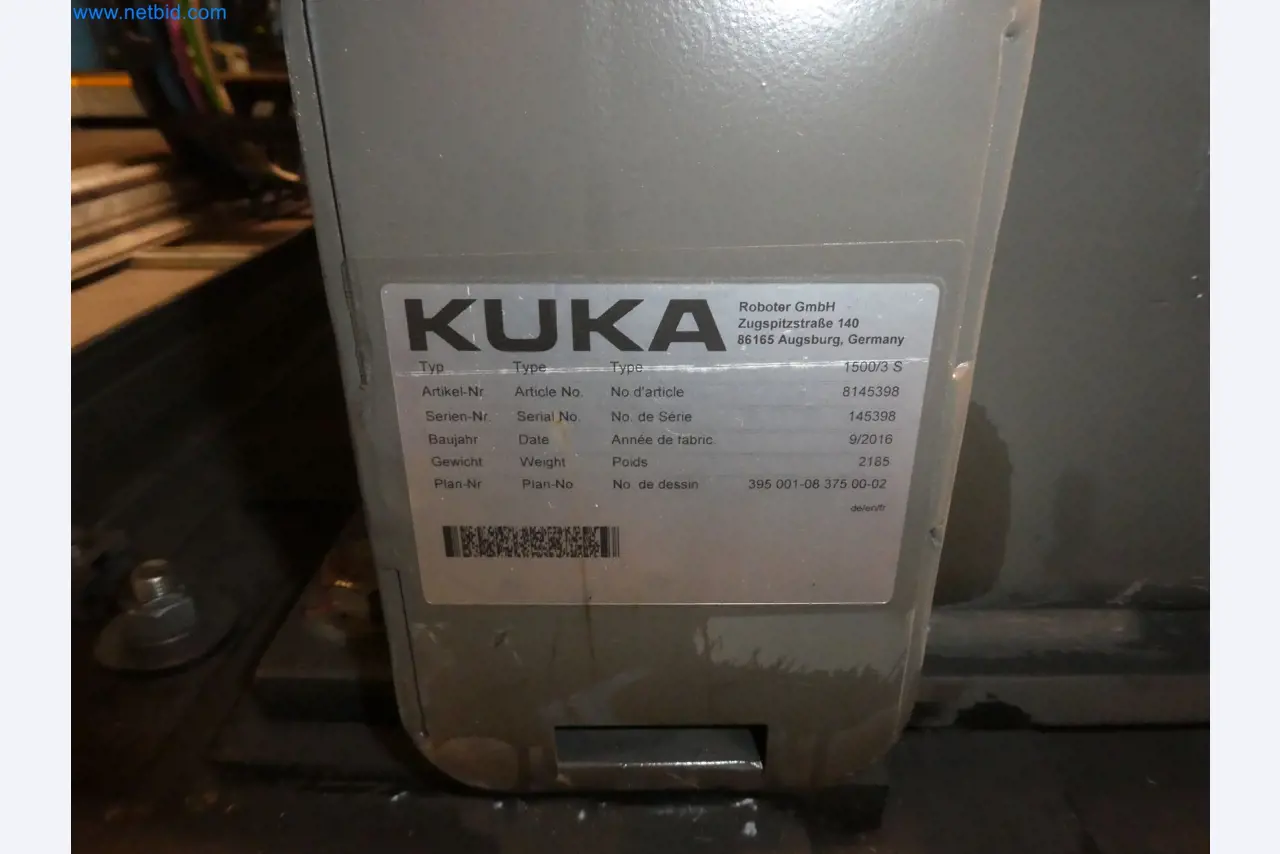 www.netbid.com
KUKA
Roboter GmbH
Zugspitzstraße 140
86165 Augsburg, Germany
Typ Type Type 1500/3 S
Artikel-Nr. Article No. No d'article 8145398
Serien-Nr. Serial No. No. de Série 145398
Baujahr Date Année de fabric. 9/2016
Gewicht Weight Poids 2185
Plan-Nr Plan-No No. de dessin 395 001-08 375 00-02
de/en/fr